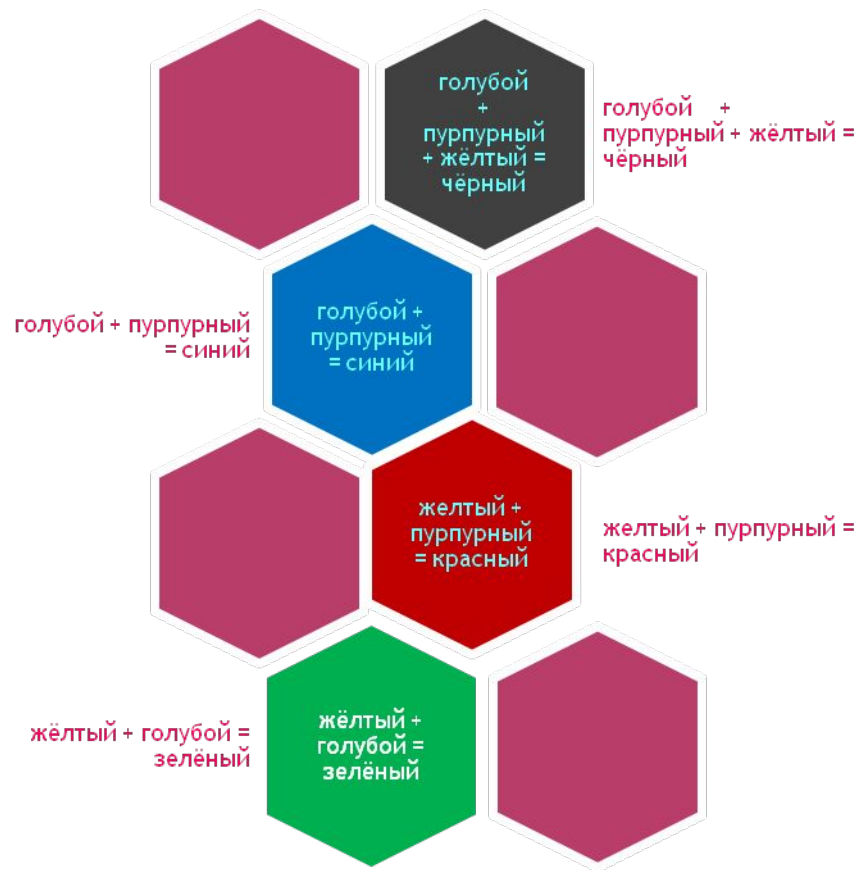 голубой
+
пурпурный
+ жёлтый =
чёрный
голубой +
пурпурный + жёлтый =
чёрный
голубой + пурпурный
= синий
голубой +
пурпурный
= синий
желтый +
пурпурный
= красный
желтый + пурпурный =
красный
жёлтый + голубой =
зелёный
жёлтый +
голубой =
зелёный